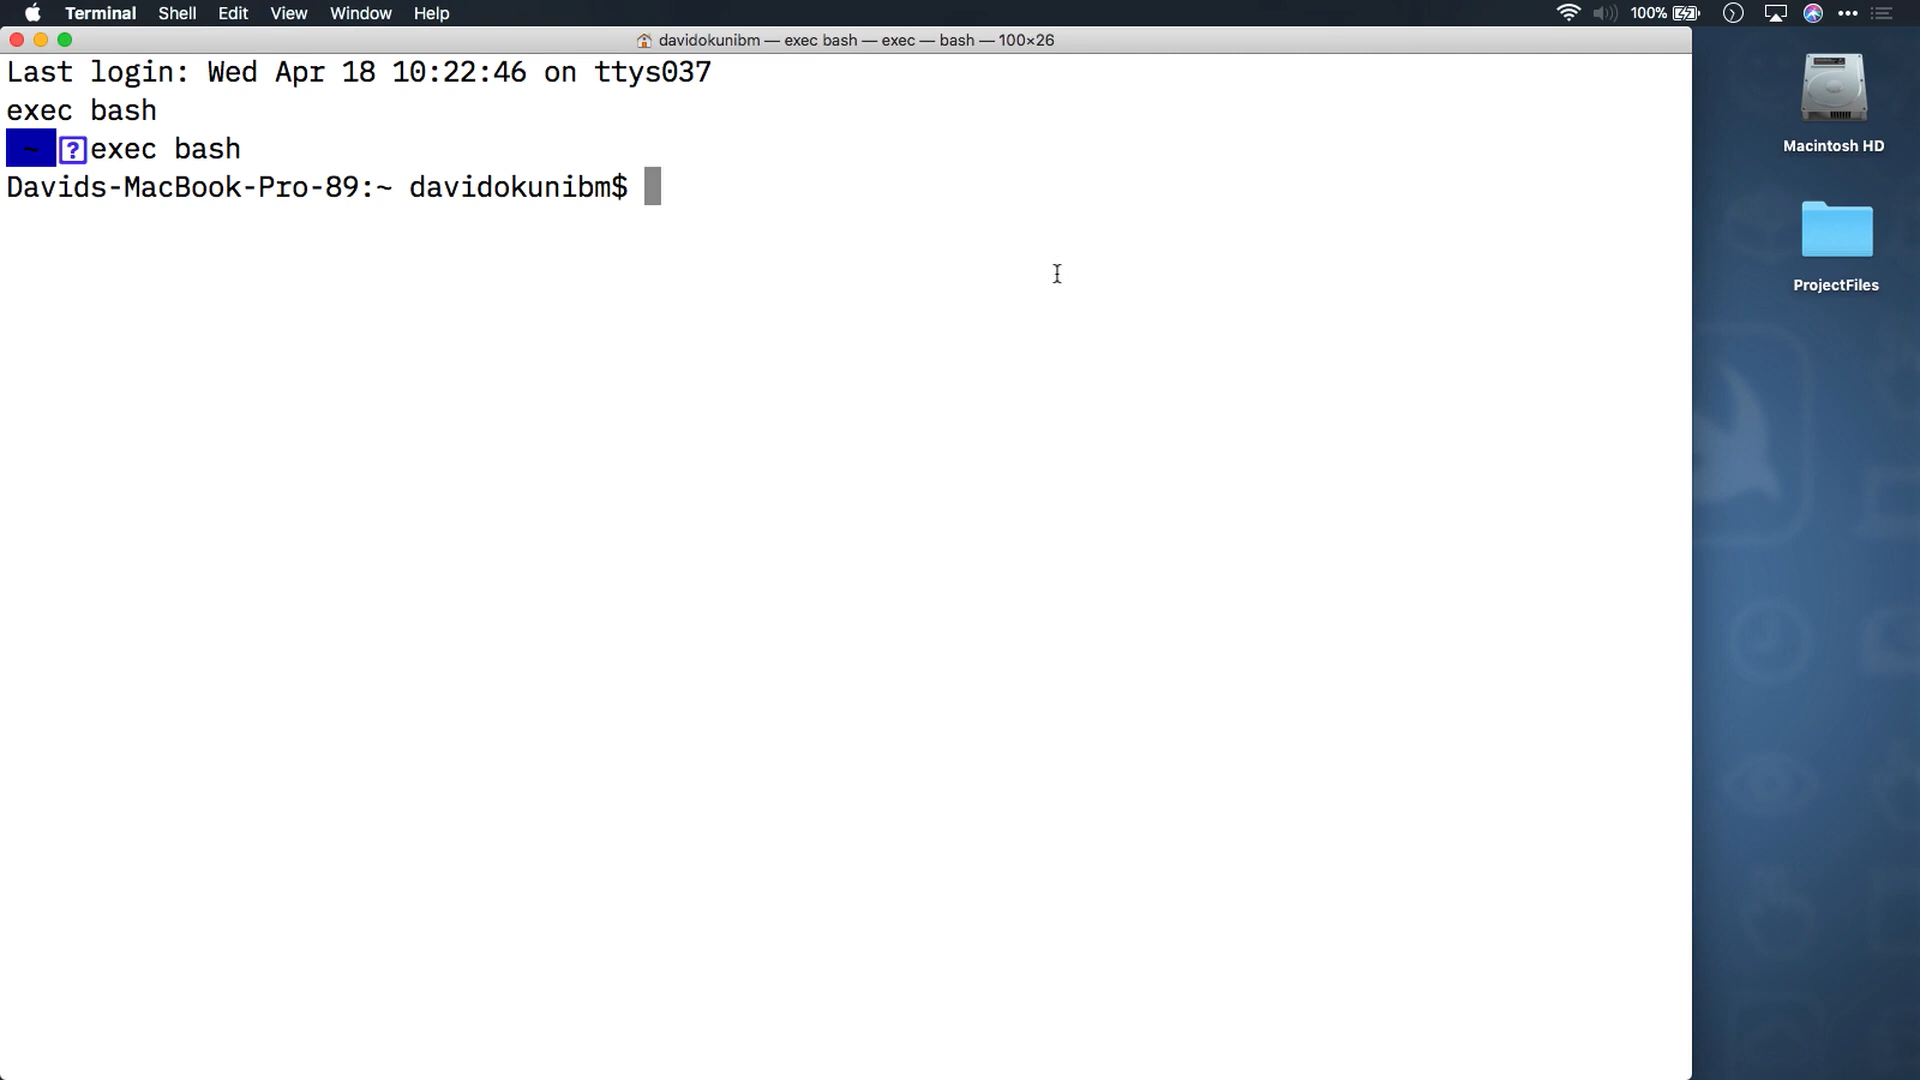 Terminal Shell Edit View Window Help 100%
davidokunibm — exec bash — exec — bash — 100×26
Last login: Wed Apr 18 10:22:46 on ttys037
exec bash
~ ? exec bash
Davids-MacBook-Pro-89:~ davidokunibm$
Macintosh HD
ProjectFiles